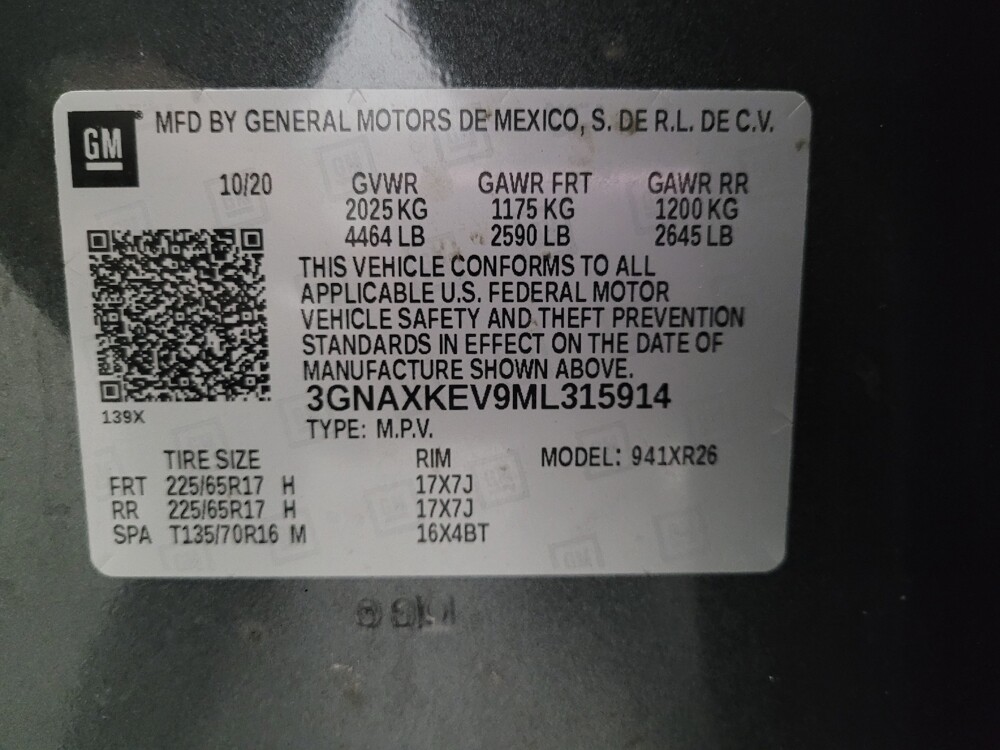 GM
MFD BY GENERAL MOTORS DE MEXICO, S. DE R.L. DE C.V.
10/20 GVWR GAWR FRT GAWR RR
2025 KG 1175 KG 1200 KG
4464 LB 2590 LB 2645 LB
THIS VEHICLE CONFORMS TO ALL
APPLICABLE U.S. FEDERAL MOTOR
VEHICLE SAFETY AND THEFT PREVENTION
STANDARDS IN EFFECT ON THE DATE OF
MANUFACTURE SHOWN ABOVE.
3GNAXKEV9ML315914
139X
TYPE: M.P.V.
TIRE SIZE RIM MODEL: 941XR26
FRT 225/65R17 H 17X7J
RR 225/65R17 H 17X7J
SPA T135/70R16 M 16X4BT